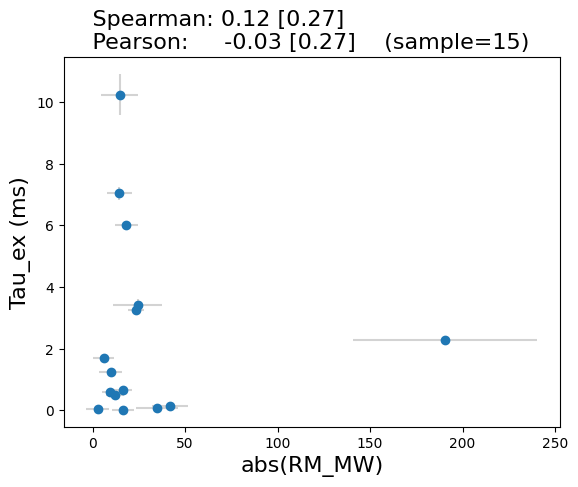 Spearman: 0.12 [0.27]
Pearson: -0.03 [0.27] (sample=15)
10
8
6
4
2
0
Tau_ex (ms)
0 50 100 150 200 250
abs(RM_MW)